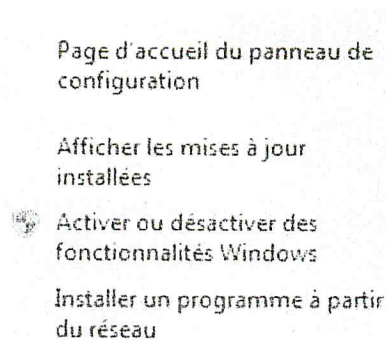 Page d'accueil du panneau de
configuration
Afficher les mises à jour
installées
Activer ou désactiver des
fonctionnalités Windows
Installer un programme à partir
du réseau